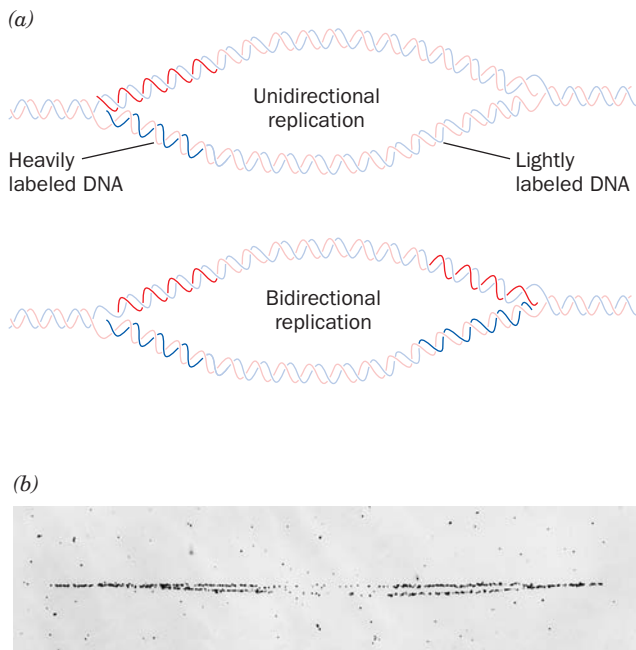 (a)
Unidirectional
replication
Heavily
labeled DNA
Lightly
labeled DNA
Bidirectional
replication
(b)